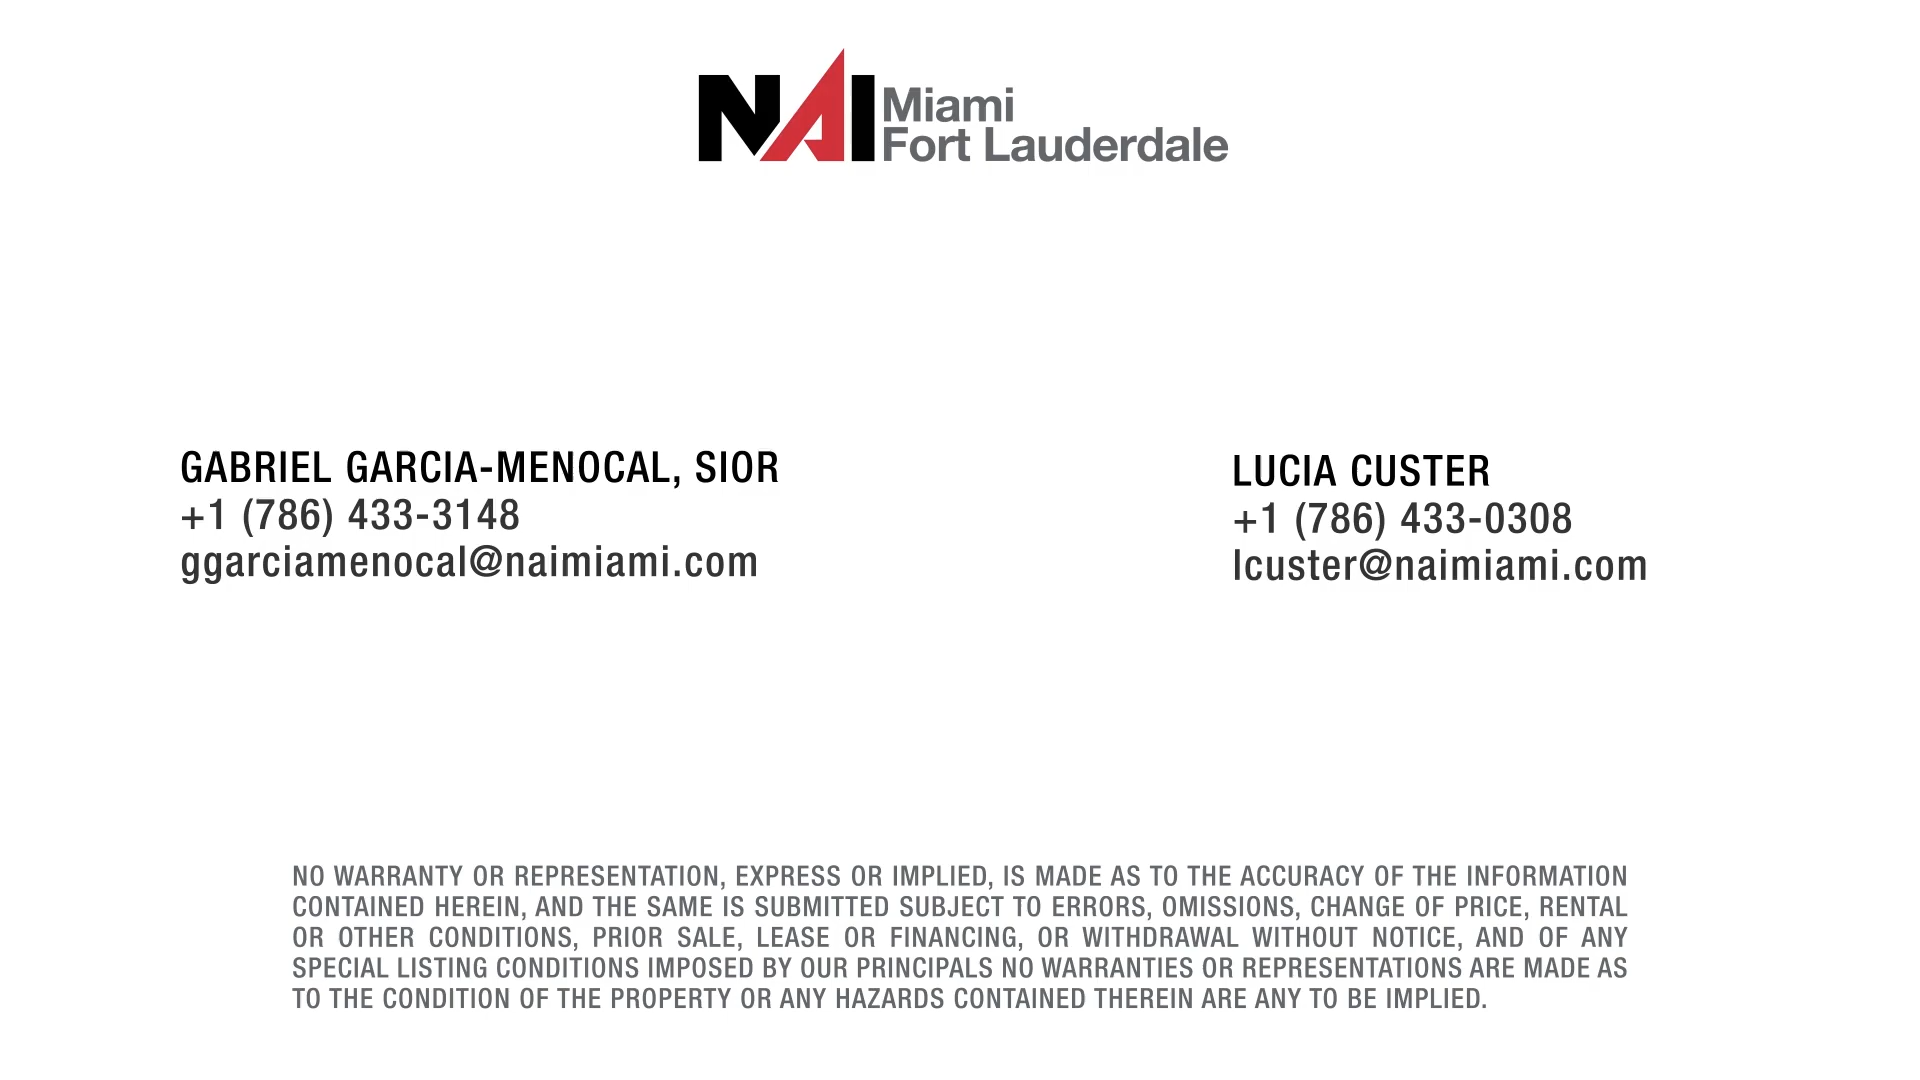 NAI Miami
Fort Lauderdale
GABRIEL GARCIA-MENOCAL, SIOR
+1 (786) 433-3148
ggarciamenocal@naimiami.com
LUCIA CUSTER
+1 (786) 433-0308
lcuster@naimiami.com
NO WARRANTY OR REPRESENTATION, EXPRESS OR IMPLIED, IS MADE AS TO THE ACCURACY OF THE INFORMATION
CONTAINED HEREIN, AND THE SAME IS SUBMITTED SUBJECT TO ERRORS, OMISSIONS, CHANGE OF PRICE, RENTAL
OR OTHER CONDITIONS, PRIOR SALE, LEASE OR FINANCING, OR WITHDRAWAL WITHOUT NOTICE, AND OF ANY
SPECIAL LISTING CONDITIONS IMPOSED BY OUR PRINCIPALS NO WARRANTIES OR REPRESENTATIONS ARE MADE AS
TO THE CONDITION OF THE PROPERTY OR ANY HAZARDS CONTAINED THEREIN ARE ANY TO BE IMPLIED.